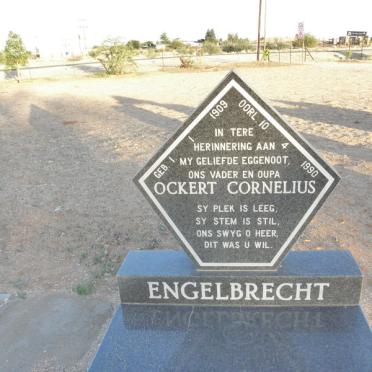 GEB. 1 1 1909
OORL. 10 4 1990
IN TERE
HERINNERING AAN
MY GELIEFDE EGGENOOT,
ONS VADER EN OUPA
OCKERT CORNELIUS
SY PLEK IS LEEG,
SY STEM IS STIL,
ONS SWYG O HEER,
DIT WAS U WIL.
ENGELBRECHT